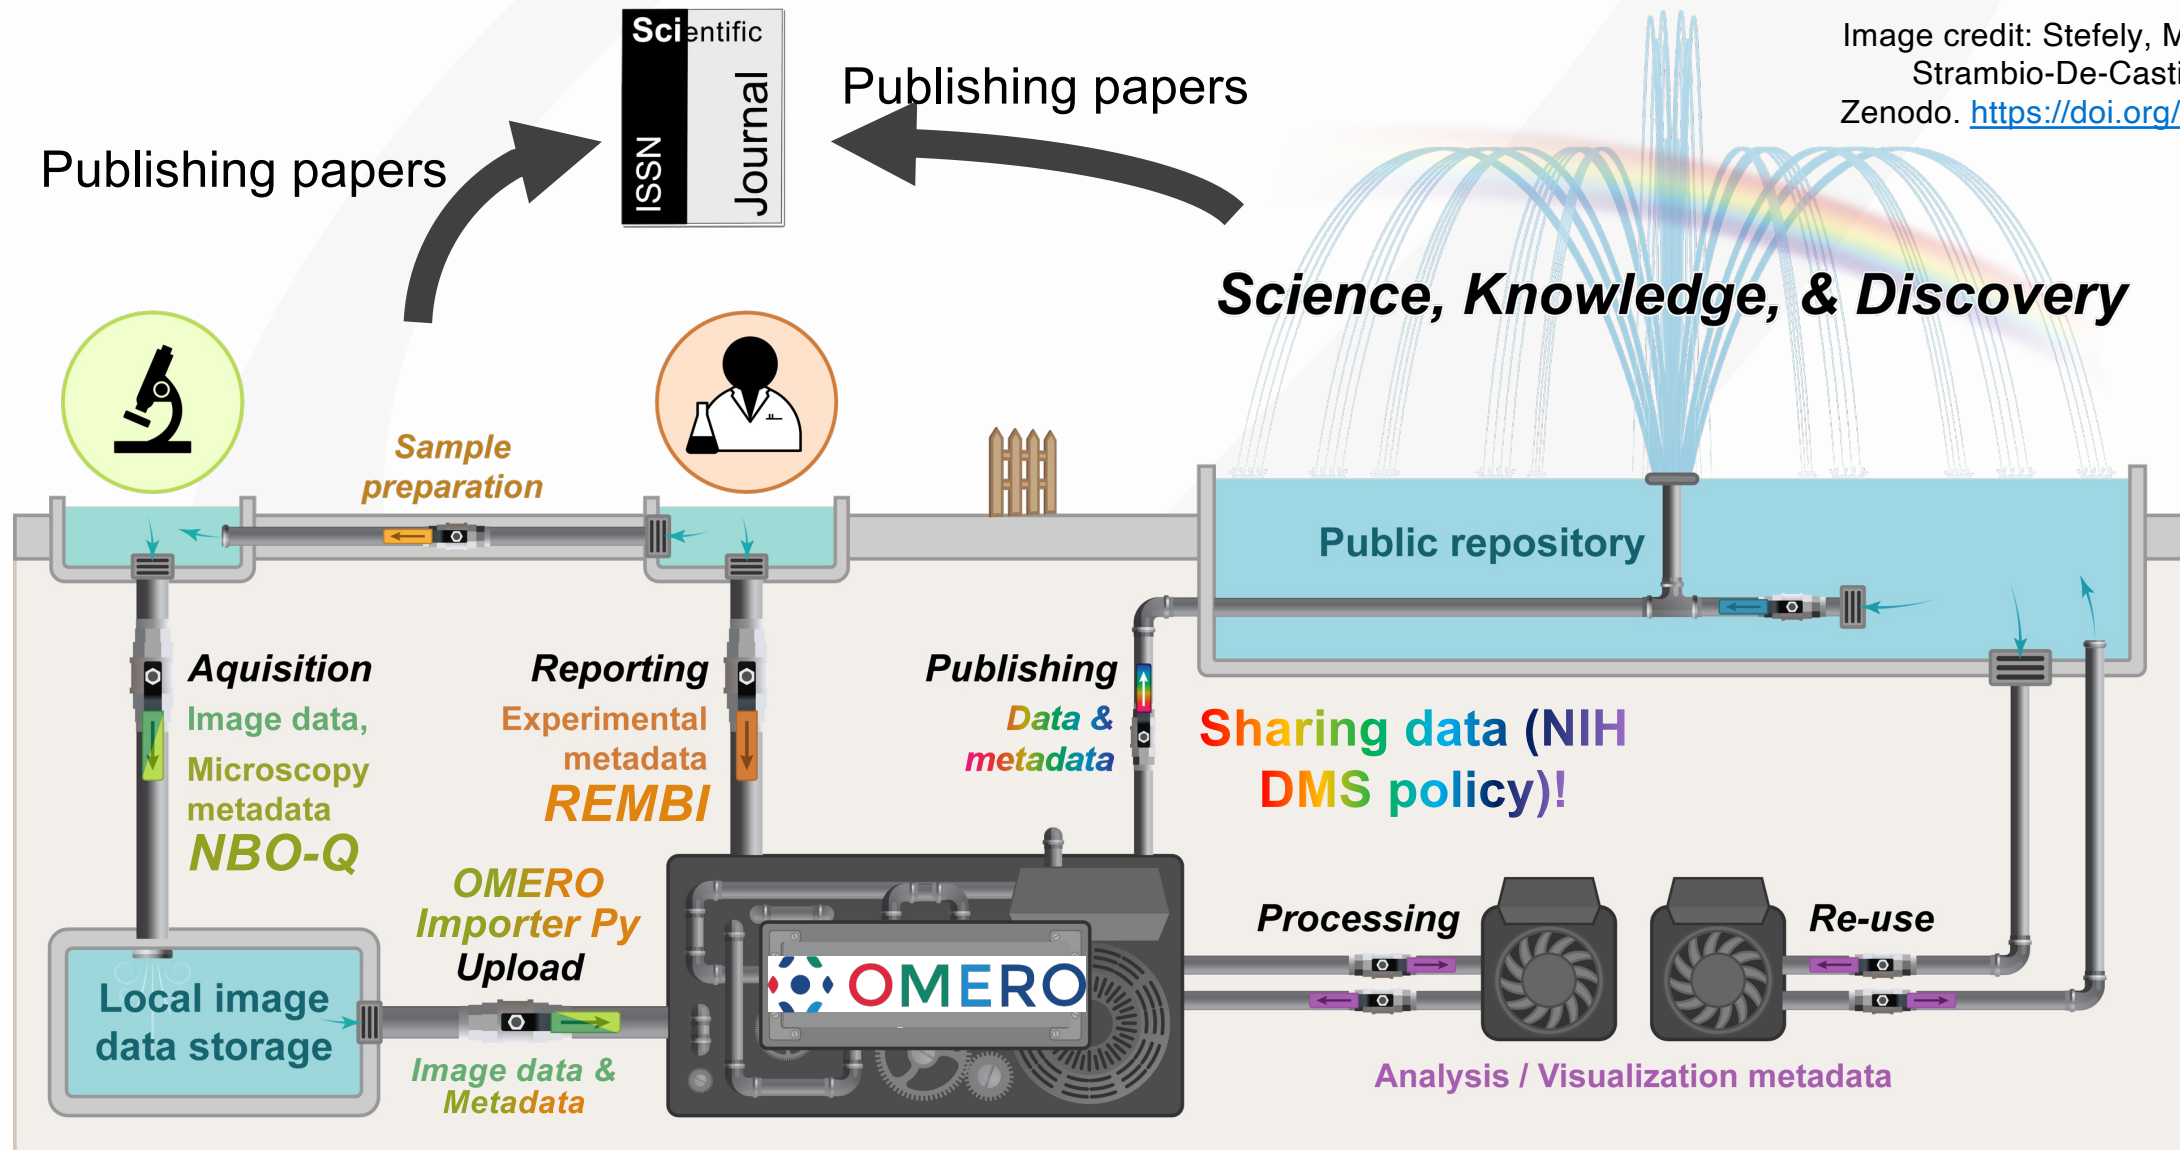 Scientific
Journal
ISSN
Publishing papers
Publishing papers
Image credit: Stefely,
Zenodo. https://doi.org/
Science, Knowledge, & Discovery
Sample
preparation
Public repository
Aquisition
Image data,
Microscopy
metadata
NBO-Q
Reporting
Experimental
metadata
REMBI
Publishing
Data &
metadata
Sharing data (NIH
DMS policy)!
OMERO
Importer Py
Upload
Image data &
Metadata
Local image
data storage
OMERO
Processing
Re-use
Analysis / Visualization metadata